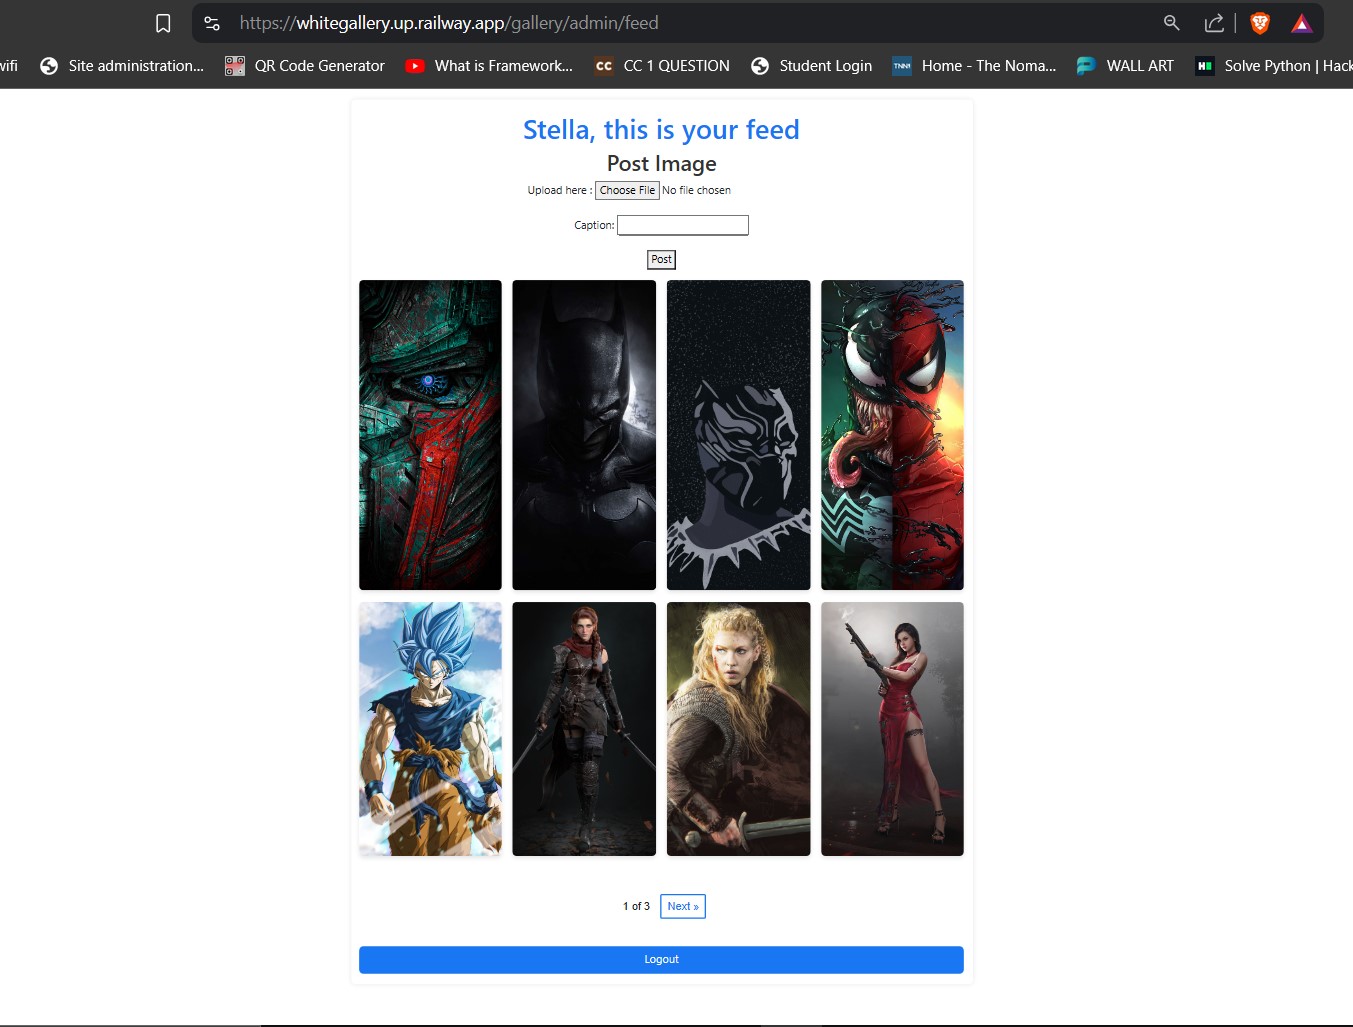 https://whitegallery.up.railway.app/gallery/admin/feed
wifi Site administration... QR Code Generator What is Framework... CC CC 1 QUESTION Student Login TNN Home - The Noma... WALL ART H Solve Python | Hack
Stella, this is your feed
Post Image
Upload here : Choose File No file chosen
Caption:
Post
1 of 3 Next »
Logout